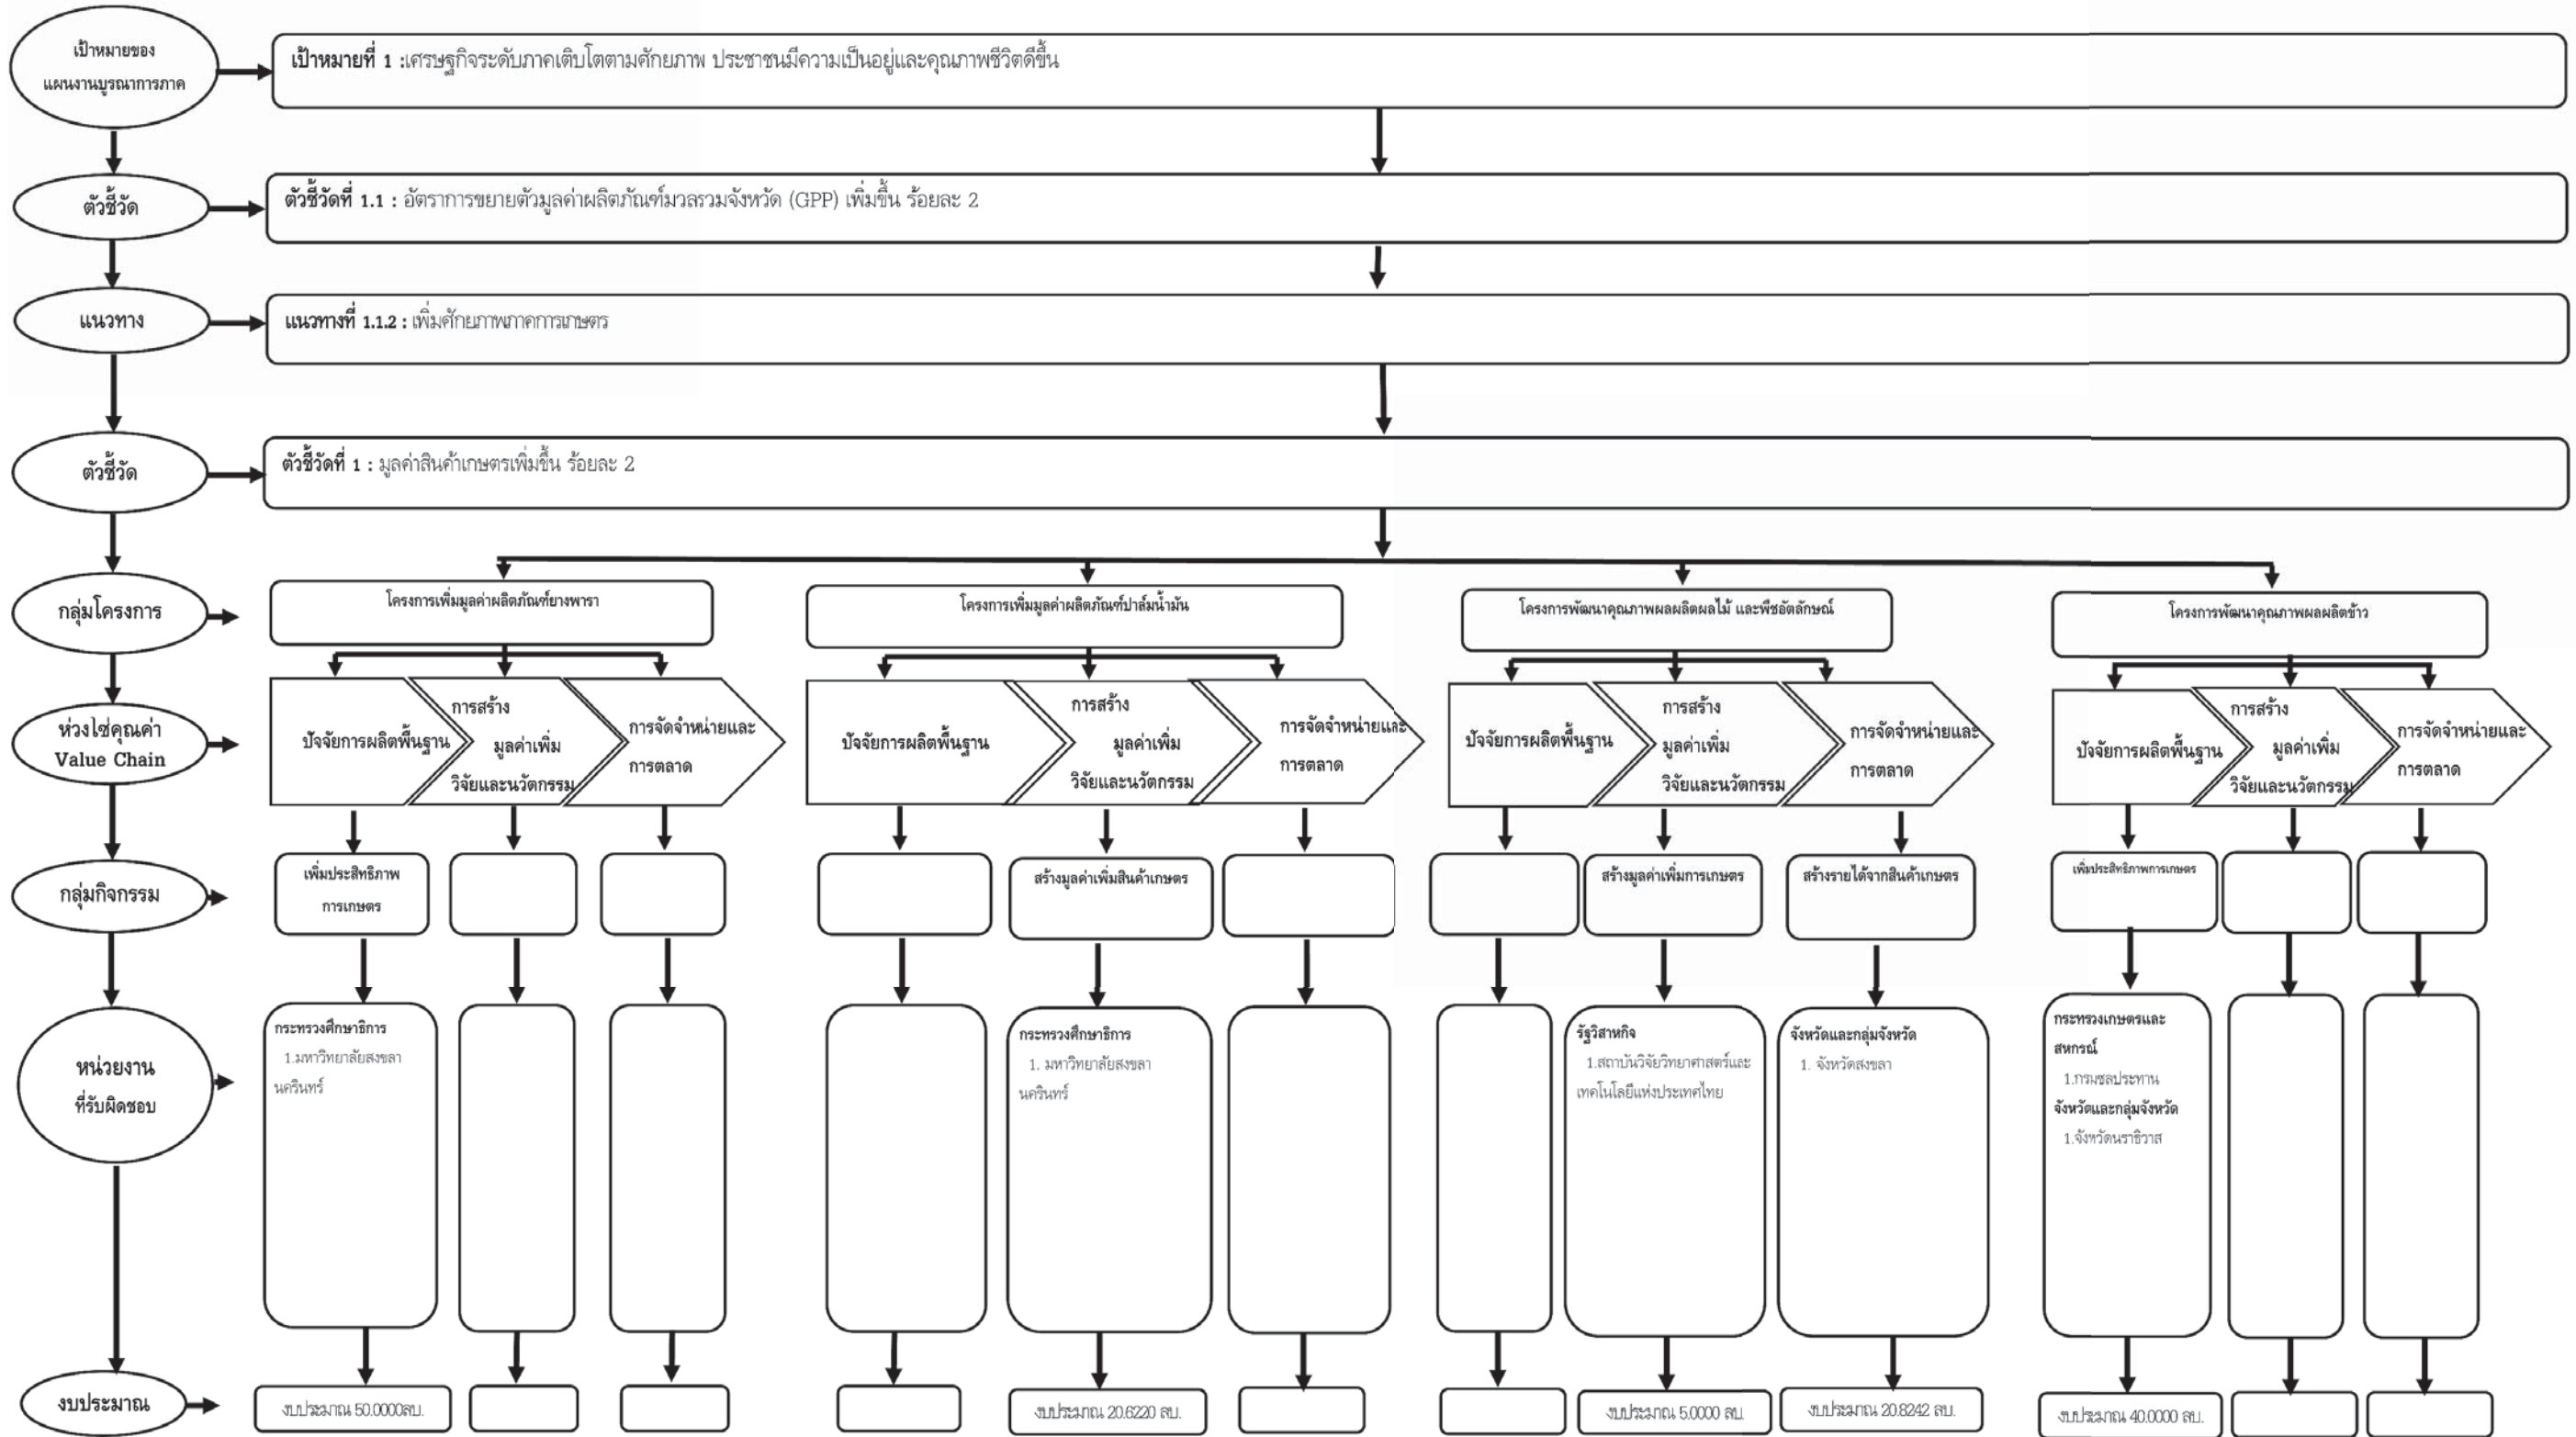 เป้าหมายของ
แผนงานบูรณาการภาค
เป้าหมายที่ 1 :เศรษฐกิจระดับภาคเติบโตตามศักยภาพ ประชาชนมีความเป็นอยู่และคุณภาพชีวิตดีขึ้น
ตัวชี้วัด
ตัวชี้วัดที่ 1.1 : อัตราการขยายตัวมูลค่าผลิตภัณฑ์มวลรวมจังหวัด (GPP) เพิ่มขึ้น ร้อยละ 2
แนวทาง
แนวทางที่ 1.1.2 : เพิ่มศักยภาพภาคการเกษตร
ตัวชี้วัด
ตัวชี้วัดที่ 1 : มูลค่าสินค้าเกษตรเพิ่มขึ้น ร้อยละ 2
กลุ่มโครงการ
โครงการเพิ่มมูลค่าผลิตภัณฑ์ยางพารา
โครงการเพิ่มมูลค่าผลิตภัณฑ์ปาล์มน้ำมัน
โครงการพัฒนาคุณภาพผลผลิตผลไม้ และพืชอัตลักษณ์
โครงการพัฒนาคุณภาพผลผลิตข้าว
ห่วงโซ่คุณค่า
Value Chain
ปัจจัยการผลิตพื้นฐาน
การสร้าง
มูลค่าเพิ่ม
วิจัยและนวัตกรรม
การจัดจำหน่ายและ
การตลาด
ปัจจัยการผลิตพื้นฐาน
การสร้าง
มูลค่าเพิ่ม
วิจัยและนวัตกรรม
การจัดจำหน่ายและ
การตลาด
ปัจจัยการผลิตพื้นฐาน
การสร้าง
มูลค่าเพิ่ม
วิจัยและนวัตกรรม
การจัดจำหน่ายและ
การตลาด
ปัจจัยการผลิตพื้นฐาน
การสร้าง
มูลค่าเพิ่ม
วิจัยและนวัตกรรม
การจัดจำหน่ายและ
การตลาด
กลุ่มกิจกรรม
เพิ่มประสิทธิภาพ
การเกษตร
สร้างมูลค่าเพิ่มสินค้าเกษตร
สร้างมูลค่าเพิ่มการเกษตร
สร้างรายได้จากสินค้าเกษตร
เพิ่มประสิทธิภาพการเกษตร
หน่วยงาน
ที่รับผิดชอบ
กระทรวงศึกษาธิการ
1.มหาวิทยาลัยสงขลา
นครินทร์
กระทรวงศึกษาธิการ
1. มหาวิทยาลัยสงขลา
นครินทร์
รัฐวิสาหกิจ
1.สถาบันวิจัยวิทยาศาสตร์และ
เทคโนโลยีแห่งประเทศไทย
จังหวัดและกลุ่มจังหวัด
1. จังหวัดสงขลา
กระทรวงเกษตรและ
สหกรณ์
1.กรมชลประทาน
จังหวัดและกลุ่มจังหวัด
1.จังหวัดนราธิวาส
งบประมาณ
งบประมาณ 50.0000ลบ.
งบประมาณ 20.6220 ลบ.
งบประมาณ 5.0000 ลบ.
งบประมาณ 20.8242 ลบ.
งบประมาณ 40.0000 ลบ.